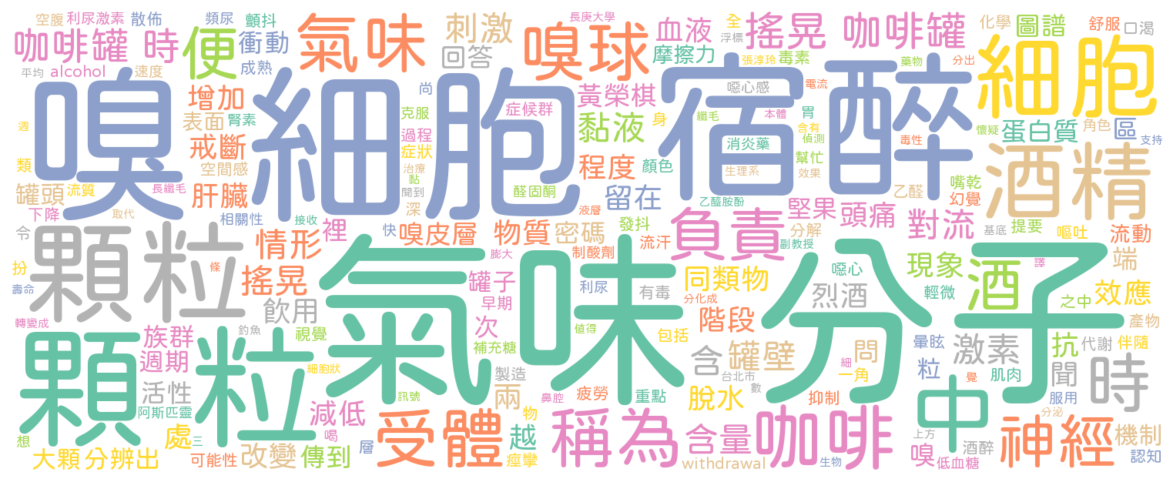 空腹 利尿激素 散佈 頻尿 顫抖 氣味 刺激 長庚大學 嗅球 血液 全 搖晃 咖啡罐 化學 圖譜 舒服 口渴
咖啡罐 時 便 衝動 回答 浮標 摩擦力 張淳玲 毒素 藥物 分出 細胞
平均 alcohol 速度 成熟 尚 噁心感 電流
嗅 細胞 宿醉
增加 症候群 黃榮棋 纖毛 本體 胃 懷疑 蛋白質 角色 區
表面 腎素 克服 黏液 身 含有 偵測 毒性 支持
週 戒斷 過程 消炎藥 幫忙 酒精
類 空間感 症狀 程度 顏色 生理系 效果
罐頭 流質 長纖毛 肝臟 治療 黏 聞到 醛固酮 留在 乙醯胺酚 乙醛 嘴乾 幻覺
下降 取代 相關性 接收 深 液層 發抖 負責 堅果 頭痛 對流 基底 提要 嘔吐 流動
令 顆粒 情形 裡 快 嗅皮層 物質 密碼 流汗 副教授 分解 端
扮 條 搖晃 膨大 制酸劑 噁心 現象 酒 譯
壽命 飲用 氣味分子 罐子 利尿 同類物 有毒 烈酒 輕微 之中 效應
轉變成 釣魚 早期 分化成 值得 階段 產物
顆粒 族群 視覺 次 補充糖 包括 暈眩 激素 抗 代謝 伴隨
週期 細胞狀 製造 含 罐壁 細 問 粒 覺 肌肉 聞 時
活性 訊號 鼻腔 兩 疲勞 台北市 重點 脫水 數 一角 抑制 中 服用
阿斯匹靈 減低 受體 物 稱為 咖啡 分泌 神經
想 處 三 喝 越 含量 上方 機制
大顆 分辨出 可能性 改變 傳到 層 痙攣 withdrawal 生物 嗅 低血糖 酒醉 認知